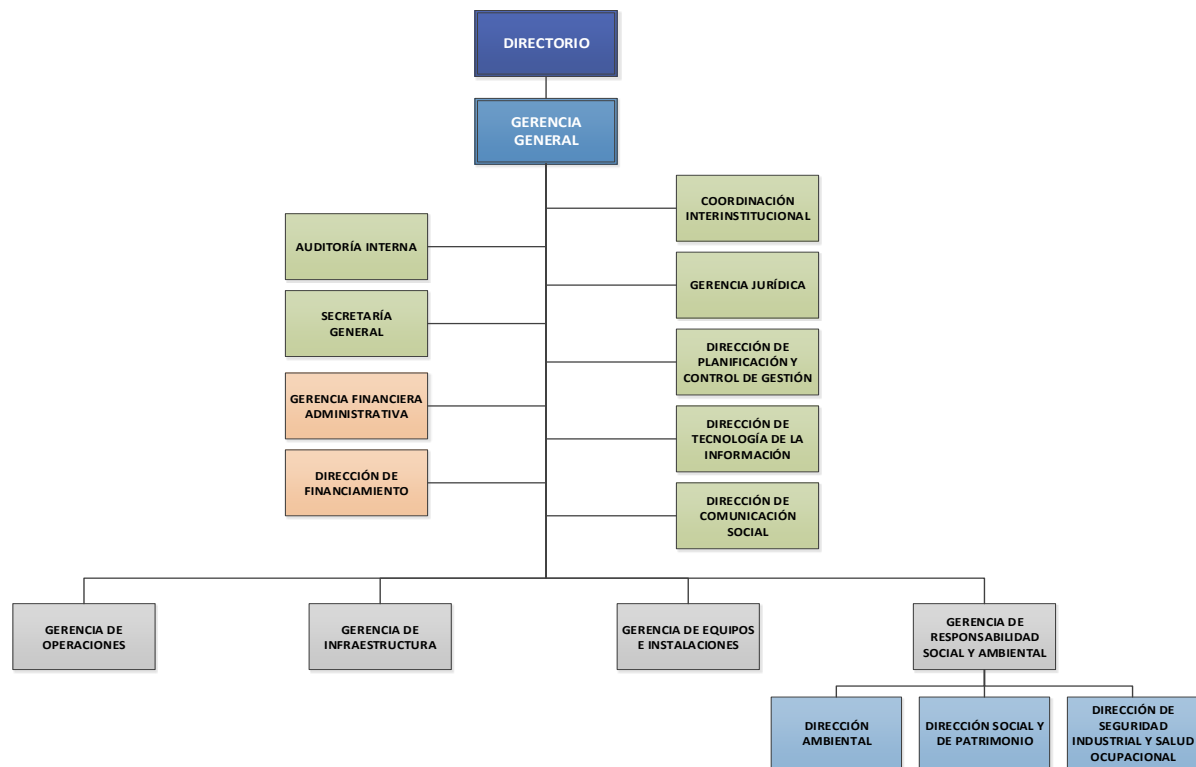 DIRECTORIO
GERENCIA
GENERAL
COORDINACIÓN
INTERINSTITUCIONAL
AUDITORÍA INTERNA
GERENCIA JURÍDICA
SECRETARÍA
GENERAL
DIRECCIÓN DE
PLANIFICACIÓN Y
CONTROL DE GESTIÓN
GERENCIA FINANCIERA
ADMINISTRATIVA
DIRECCIÓN DE
TECNOLOGÍA DE LA
INFORMACIÓN
DIRECCIÓN DE
FINANCIAMIENTO
DIRECCIÓN DE
COMUNICACIÓN
SOCIAL
GERENCIA DE
OPERACIONES
GERENCIA DE
INFRAESTRUCTURA
GERENCIA DE EQUIPOS
E INSTALACIONES
GERENCIA DE
RESPONSABILIDAD
SOCIAL Y AMBIENTAL
DIRECCIÓN
AMBIENTAL
DIRECCIÓN SOCIAL Y
DE PATRIMONIO
DIRECCIÓN DE
SEGURIDAD
INDUSTRIAL Y SALUD
OCUPACIONAL